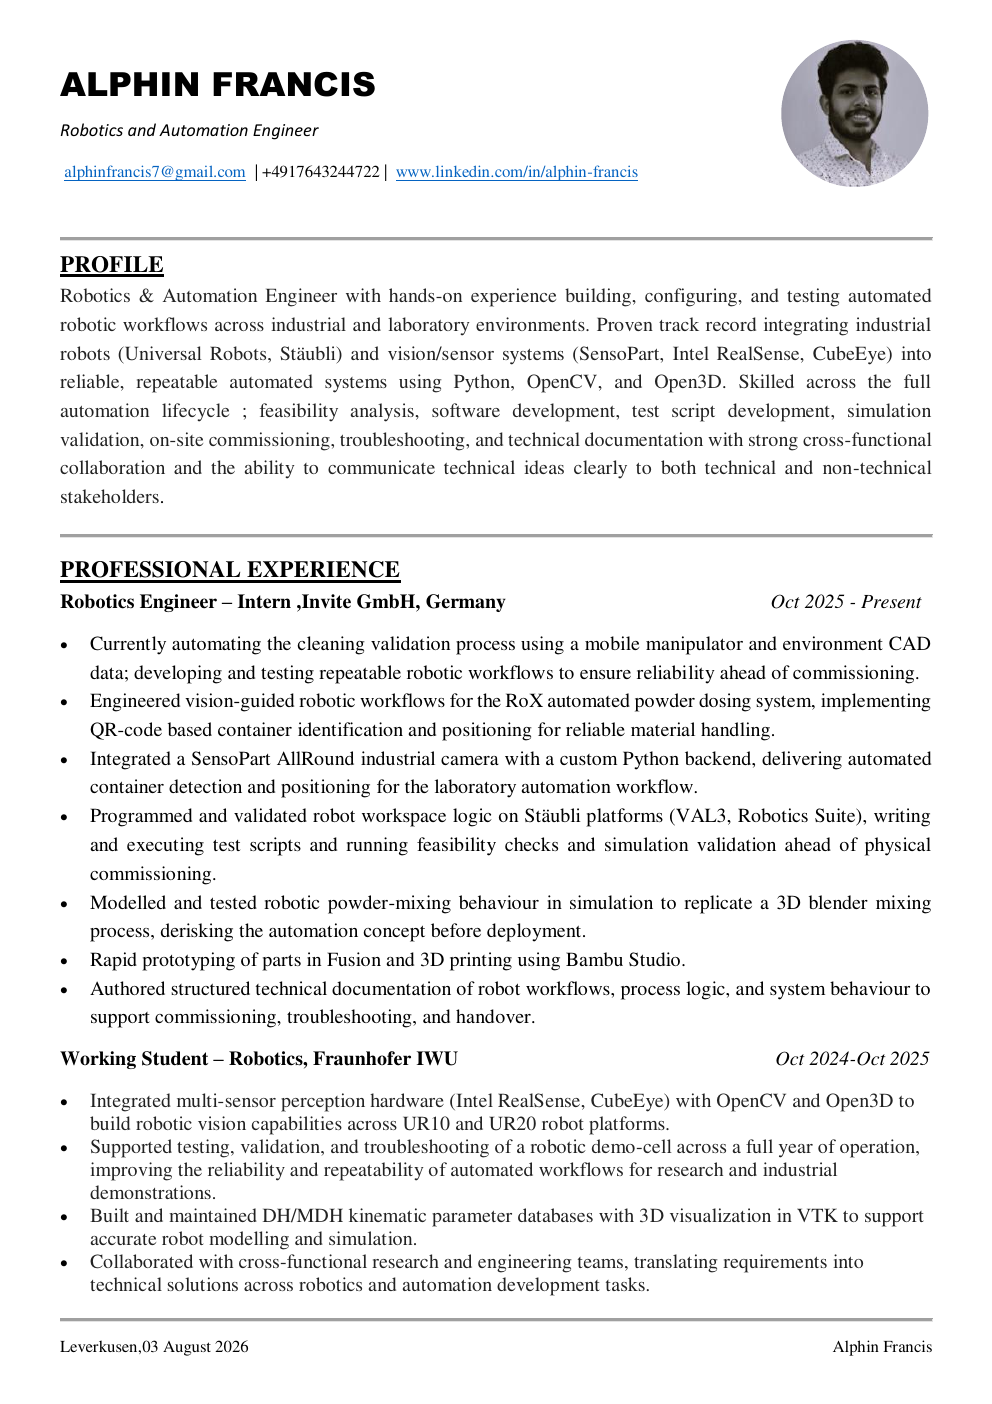 ALPHIN FRANCIS
Robotics and Automation Engineer
alphinfrancis7@gmail.com | +4917643244722 | www.linkedin.com/in/alphin-francis
PROFILE
Robotics & Automation Engineer with hands-on experience building, configuring, and testing automated
robotic workflows across industrial and laboratory environments. Proven track record integrating industrial
robots (Universal Robots, Stäubli) and vision/sensor systems (SensoPart, Intel RealSense, CubeEye) into
reliable, repeatable automated systems using Python, OpenCV, and Open3D. Skilled across the full
automation lifecycle ; feasibility analysis, software development, test script development, simulation
validation, on-site commissioning, troubleshooting, and technical documentation with strong cross-functional
collaboration and the ability to communicate technical ideas clearly to both technical and non-technical
stakeholders.
PROFESSIONAL EXPERIENCE
Robotics Engineer – Intern ,Invite GmbH, Germany Oct 2025 - Present
• Currently automating the cleaning validation process using a mobile manipulator and environment CAD
data; developing and testing repeatable robotic workflows to ensure reliability ahead of commissioning.
• Engineered vision-guided robotic workflows for the RoX automated powder dosing system, implementing
QR-code based container identification and positioning for reliable material handling.
• Integrated a SensoPart AllRound industrial camera with a custom Python backend, delivering automated
container detection and positioning for the laboratory automation workflow.
• Programmed and validated robot workspace logic on Stäubli platforms (VAL3, Robotics Suite), writing
and executing test scripts and running feasibility checks and simulation validation ahead of physical
commissioning.
• Modelled and tested robotic powder-mixing behaviour in simulation to replicate a 3D blender mixing
process, derisking the automation concept before deployment.
• Rapid prototyping of parts in Fusion and 3D printing using Bambu Studio.
• Authored structured technical documentation of robot workflows, process logic, and system behaviour to
support commissioning, troubleshooting, and handover.
Working Student – Robotics, Fraunhofer IWU Oct 2024-Oct 2025
• Integrated multi-sensor perception hardware (Intel RealSense, CubeEye) with OpenCV and Open3D to
build robotic vision capabilities across UR10 and UR20 robot platforms.
• Supported testing, validation, and troubleshooting of a robotic demo-cell across a full year of operation,
improving the reliability and repeatability of automated workflows for research and industrial
demonstrations.
• Built and maintained DH/MDH kinematic parameter databases with 3D visualization in VTK to support
accurate robot modelling and simulation.
• Collaborated with cross-functional research and engineering teams, translating requirements into
technical solutions across robotics and automation development tasks.
Leverkusen,03 August 2026 Alphin Francis